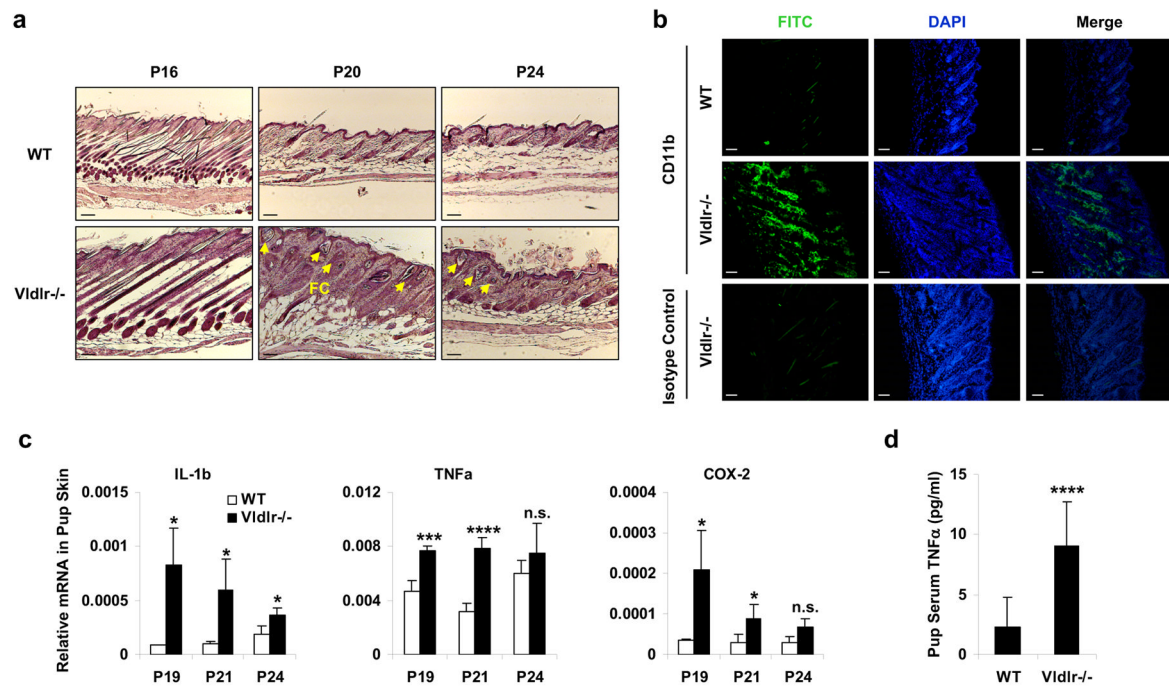 a
P16 P20 P24
WT
Vldlr-/-
FC
b
FITC DAPI Merge
CD11b
WT
Vldlr-/-
Isotype Control
Vldlr-/-
c
Relative mRNA in Pup Skin
IL-1b
0.0015
0.001
0.0005
0
WT
Vldlr-/-
* * *
P19 P21 P24
TNFa
0.012
0.008
0.004
0
*** **** n.s.
P19 P21 P24
COX-2
0.0004
0.0003
0.0002
0.0001
0
* * n.s.
P19 P21 P24
d
Pup Serum TNFα (pg/ml)
15
10
5
0
****
WT Vldlr-/-